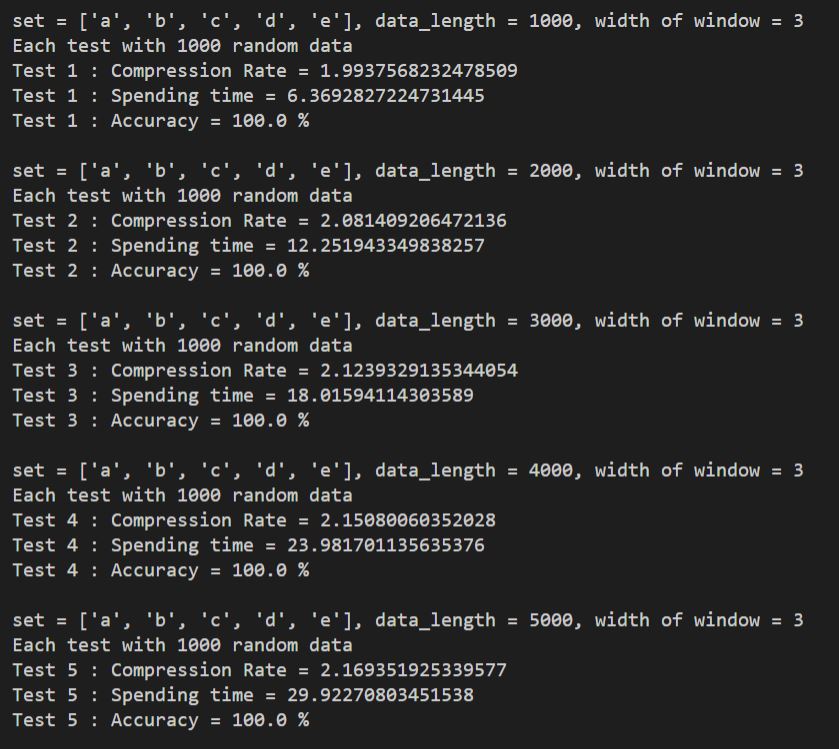 set = ['a', 'b', 'c', 'd', 'e'], data_length = 1000, width of window = 3
Each test with 1000 random data
Test 1 : Compression Rate = 1.9937568232478509
Test 1 : Spending time = 6.3692827224731445
Test 1 : Accuracy = 100.0 %
set = ['a', 'b', 'c', 'd', 'e'], data_length = 2000, width of window = 3
Each test with 1000 random data
Test 2 : Compression Rate = 2.081409206472136
Test 2 : Spending time = 12.251943349838257
Test 2 : Accuracy = 100.0 %
set = ['a', 'b', 'c', 'd', 'e'], data_length = 3000, width of window = 3
Each test with 1000 random data
Test 3 : Compression Rate = 2.1239329135344054
Test 3 : Spending time = 18.01594114303589
Test 3 : Accuracy = 100.0 %
set = ['a', 'b', 'c', 'd', 'e'], data_length = 4000, width of window = 3
Each test with 1000 random data
Test 4 : Compression Rate = 2.15080060352028
Test 4 : Spending time = 23.981701135635376
Test 4 : Accuracy = 100.0 %
set = ['a', 'b', 'c', 'd', 'e'], data_length = 5000, width of window = 3
Each test with 1000 random data
Test 5 : Compression Rate = 2.169351925339577
Test 5 : Spending time = 29.92270803451538
Test 5 : Accuracy = 100.0 %